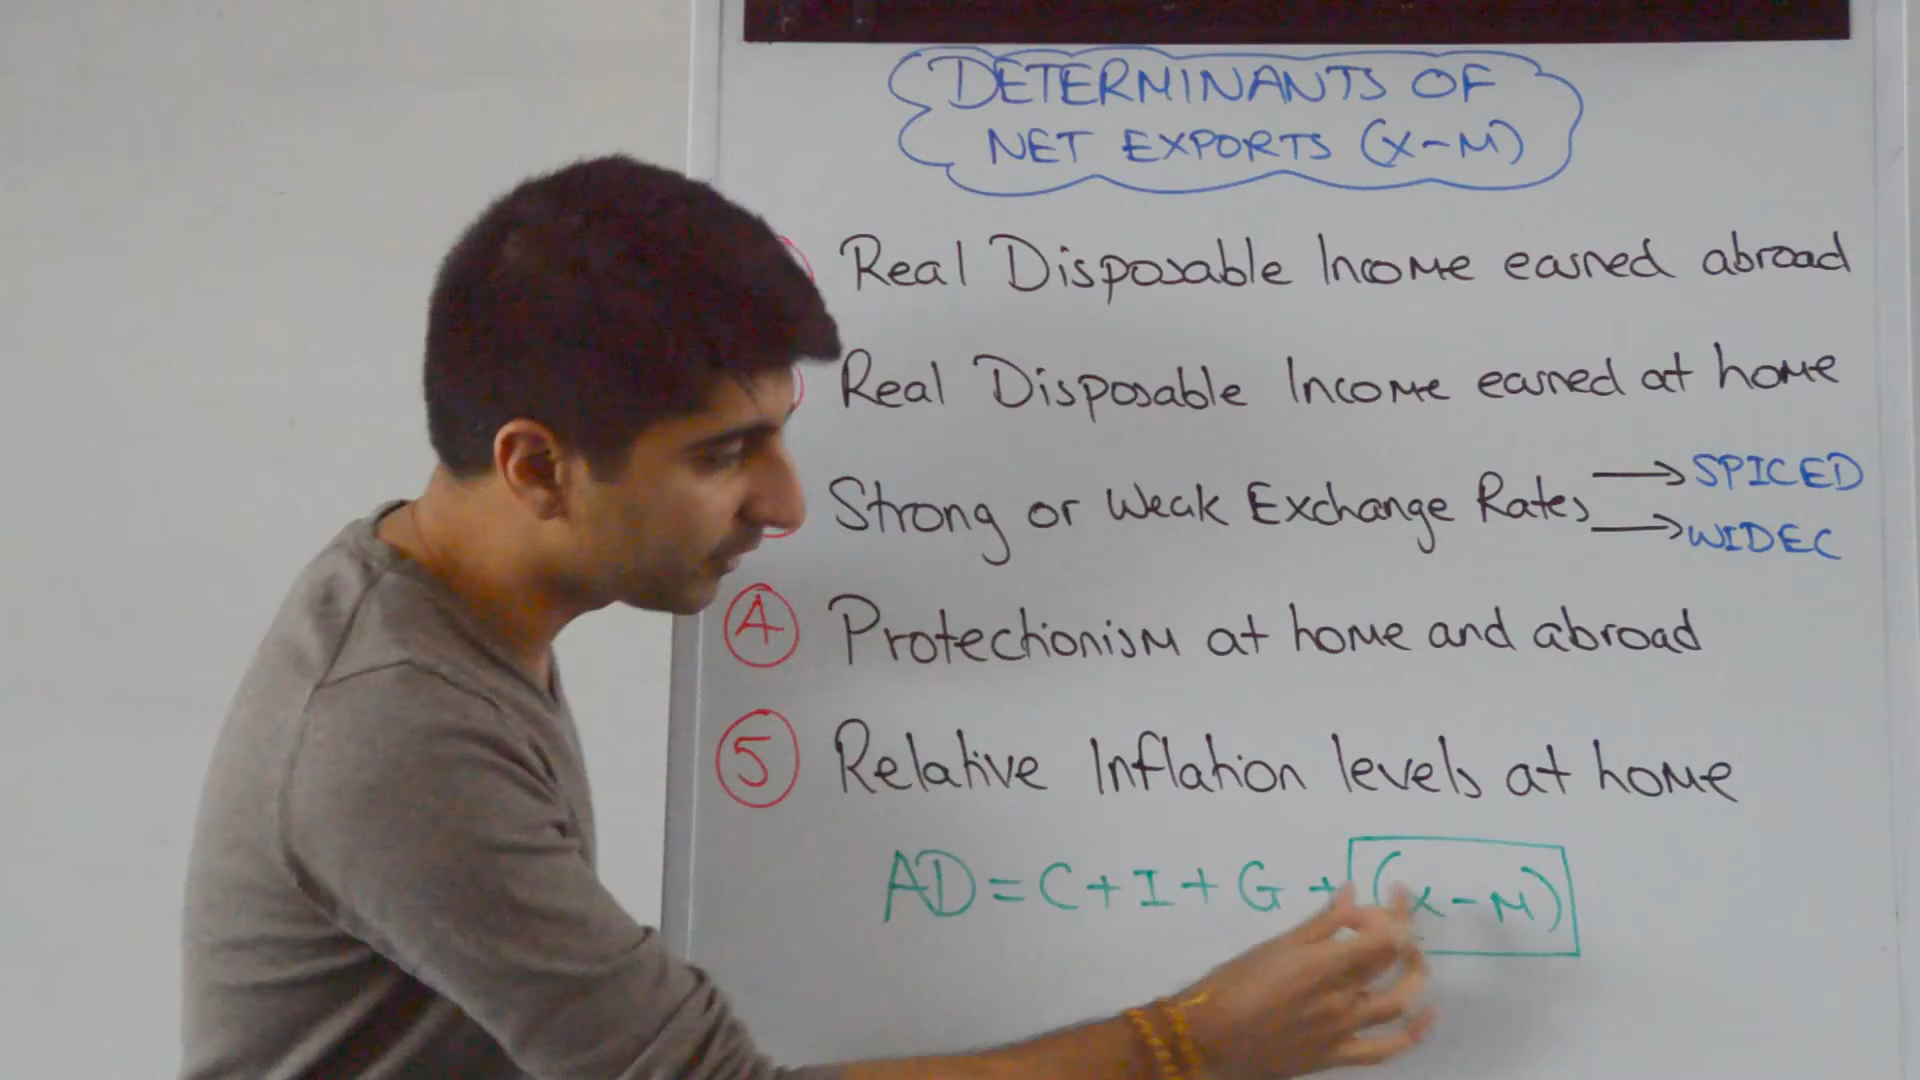 DETERMINANTS OF
NET EXPORTS (X-M)
Real Disposable Income earned abroad
Real Disposable Income earned at home
Strong or Weak Exchange Rates → SPICED
→ WIDEC
4 Protectionism at home and abroad
5 Relative Inflation levels at home
AD = C + I + G + (X - M)